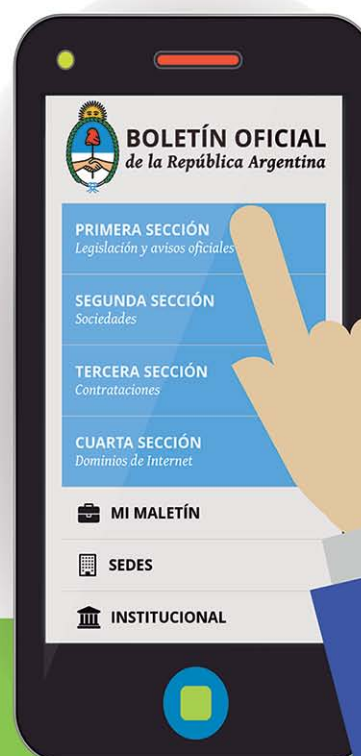 BOLETÍN OFICIAL
de la República Argentina
PRIMERA SECCIÓN
Legislación y avisos oficiales
SEGUNDA SECCIÓN
Sociedades
TERCERA SECCIÓN
Contrataciones
CUARTA SECCIÓN
Dominios de Internet
MI MALETÍN
SEDES
INSTITUCIONAL